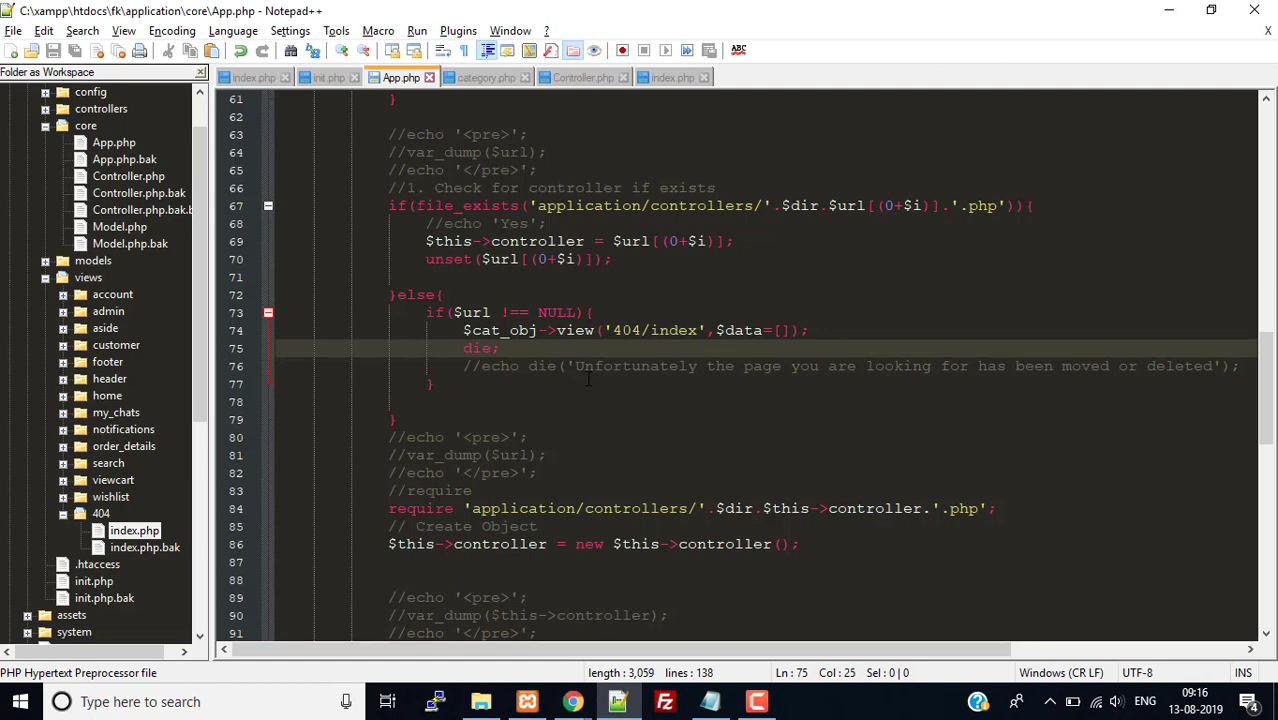 C:\xampp\htdocs\fk\application\core\App.php - Notepad++
File Edit Search View Encoding Language Settings Tools Macro Run Plugins Window ?
Folder as Workspace
index.php init.php App.php category.php Controller.php index.php
config
controllers
core
App.php
App.php.bak
Controller.php
Controller.php.bak
Controller.php.bak.b
Model.php
Model.php.bak
models
views
account
admin
aside
customer
footer
header
home
my_chats
notifications
order_details
search
viewcart
wishlist
404
index.php
index.php.bak
.htaccess
init.php
init.php.bak
assets
system
61 }
62
63 //echo '<pre>';
64 //var_dump($url);
65 //echo '</pre>';
66 //1. Check for controller if exists
67 if(file_exists('application/controllers/'.$dir.$url[(0+$i)].'.php')){
68 //echo 'Yes';
69 $this->controller = $url[(0+$i)];
70 unset($url[(0+$i)]);
71
72 }else{
73 if($url !== NULL){
74 $cat_obj->view('404/index',$data=[]);
75 die;
76 //echo die('Unfortunately the page you are looking for has been moved or deleted');
77 }
78
79 }
80 //echo '<pre>';
81 //var_dump($url);
82 //echo '</pre>';
83 //require
84 require 'application/controllers/'.$dir.$this->controller.'.php';
85 // Create Object
86 $this->controller = new $this->controller();
87
88
89 //echo '<pre>';
90 //var_dump($this->controller);
91 //echo '</pre>';
PHP Hypertext Preprocessor file length : 3,059 lines : 138 Ln : 75 Col : 25 Sel : 0 | 0 Windows (CR LF) UTF-8 INS
Type here to search
ENG
09:16
13-08-2019
4